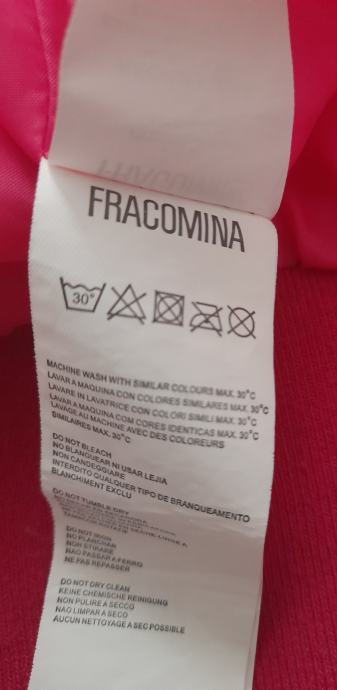 FRACOMINA
30°
MACHINE WASH WITH SIMILAR COLOURS MAX. 30°C
LAVAR A MAQUINA CON COLORES SIMILARES MAX. 30°C
LAVARE IN LAVATRICE CON COLORI SIMILI MAX. 30°C
LAVAR A MAQUINA COM CORES IDENTICAS MAX. 30°C
LAVAGE AU MACHINE AVEC DES COLOREURS
SIMILAIRES MAX. 30°C
DO NOT BLEACH
NO BLANQUEAR NI USAR LEJIA
NON CANDEGGIARE
INTERDITO QUALQUER TIPO DE BRANQUEAMENTO
BLANCHIMENT EXCLU
DO NOT TUMBLE DRY
DO NOT IRON
NO PLANCHAR
NON STIRARE
NAO PASSAR A FERRO
NE PAS REPASSER
DO NOT DRY CLEAN
KEINE CHEMISCHE REINIGUNG
NON PULIRE A SECCO
NAO LIMPAR A SECO
AUCUN NETTOYAGE A SEC POSSIBLE